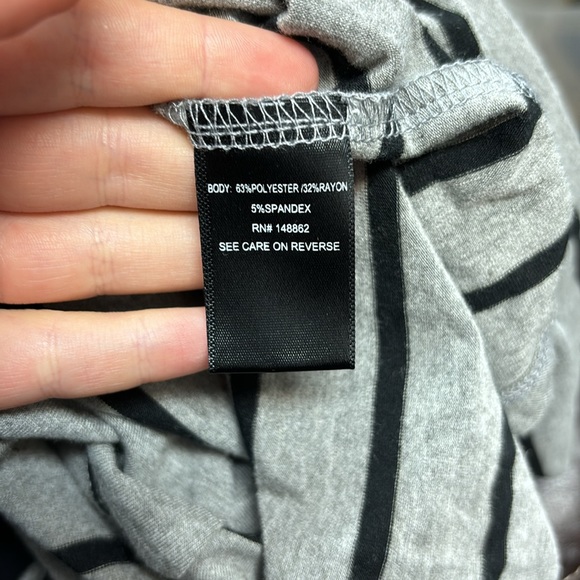 BODY: 63%POLYESTER /32%RAYON
5%SPANDEX
RN# 148862
SEE CARE ON REVERSE